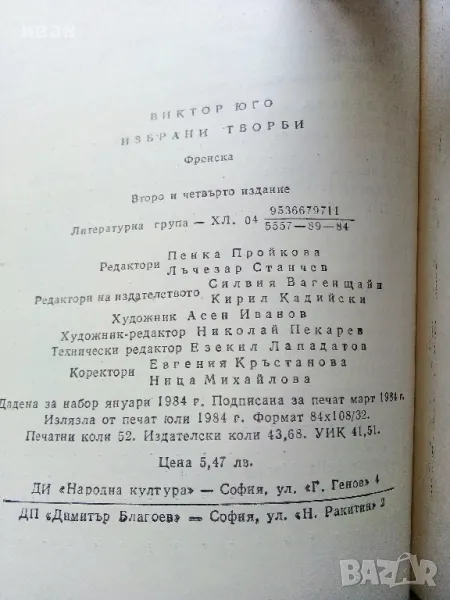 ИВАН
ВИКТОР ЮГО
ИЗБРАНИ ТВОРБИ
Френска
Второ и четвърто издание
Литературна група — ХЛ. 04 9536679711
5557—89—84
Редактори Пенка Пройкова
Лъчезар Станчев
Редактори на издателството Силвия Вагенщайн
Кирил Кадийски
Художник Асен Иванов
Художник-редактор Николай Пекарев
Технически редактор Езекил Лападатов
Коректори Евгения Кръстанова
Ница Михайлова
Дадена за набор януари 1984 г. Подписана за печат март 1984 г.
Излязла от печат юли 1984 г. Формат 84х108/32.
Печатни коли 52. Издателски коли 43,68. УИК 41,51.
Цена 5,47 лв.
ДИ «Народна култура» — София, ул. «Г. Генов» 4
ДП «Димитър Благоев» — София, ул. «Н. Ракитин» 2
BAZAR.bg